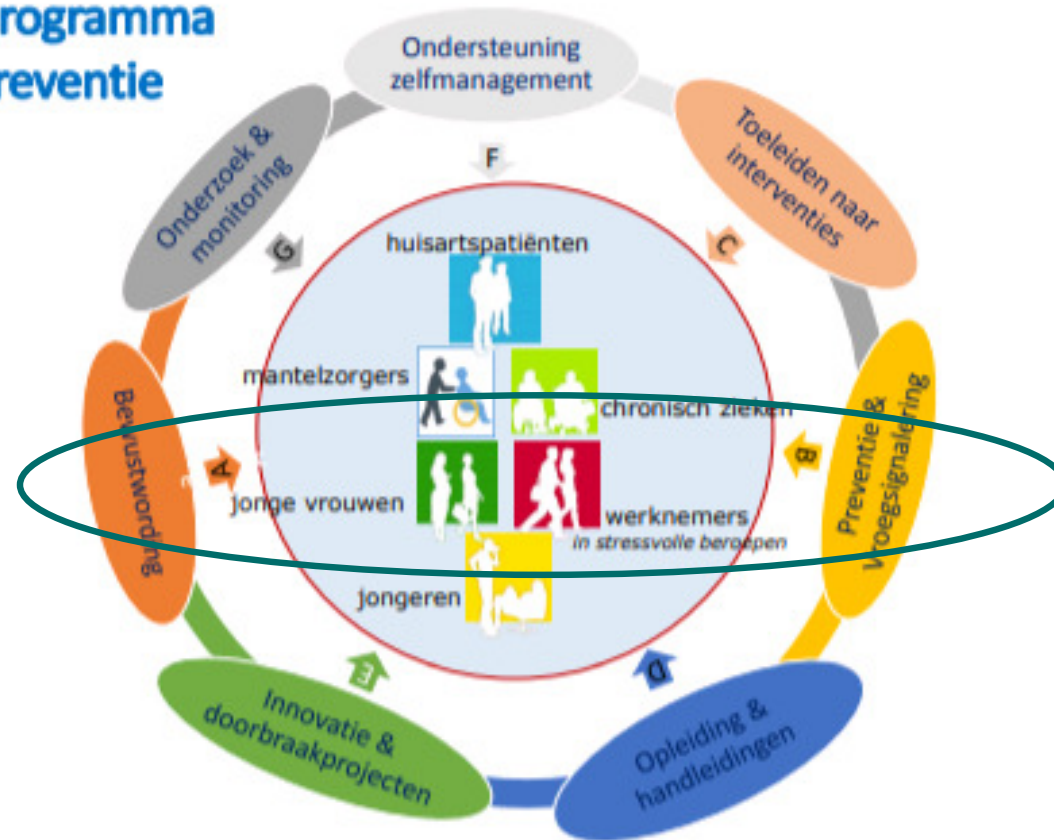 rogramma
reventie
Ondersteuning
zelfmanagement
F
Onderzoek &
monitoring
G
Toeleiden naar
interventies
C
huisartspatiënten
mantelzorgers
chronisch zieken
Bewustwording
A
Preventie &
Vroegsignalering
B
jonge vrouwen
werknemers
in stressvolle beroepen
jongeren
E
D
Innovatie &
doorbraakprojecten
Opleiding &
handleidingen